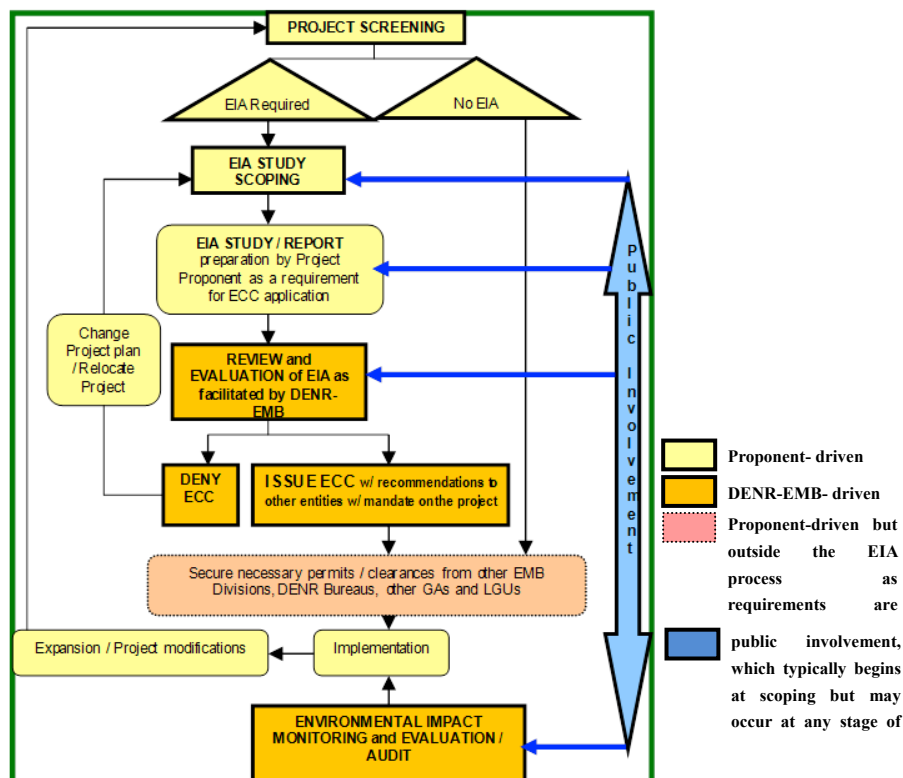 PROJECT SCREENING
EIA Required
No EIA
EIA STUDY
SCOPING
EIA STUDY / REPORT
preparation by Project
Proponent as a requirement
for ECC application
Change
Project plan
/ Relocate
Project
REVIEW and
EVALUATION of EIA as
facilitated by DENR-
EMB
DENY
ECC
ISSUE ECC w/ recommendations to
other entities w/ mandate on the project
Secure necessary permits / clearances from other EMB
Divisions, DENR Bureaus, other GAs and LGUs
Expansion / Project modifications
Implementation
ENVIRONMENTAL IMPACT
MONITORING and EVALUATION /
AUDIT
Public Involvement
Proponent- driven
DENR-EMB- driven
Proponent-driven but
outside the EIA
process as
requirements are
public involvement,
which typically begins
at scoping but may
occur at any stage of